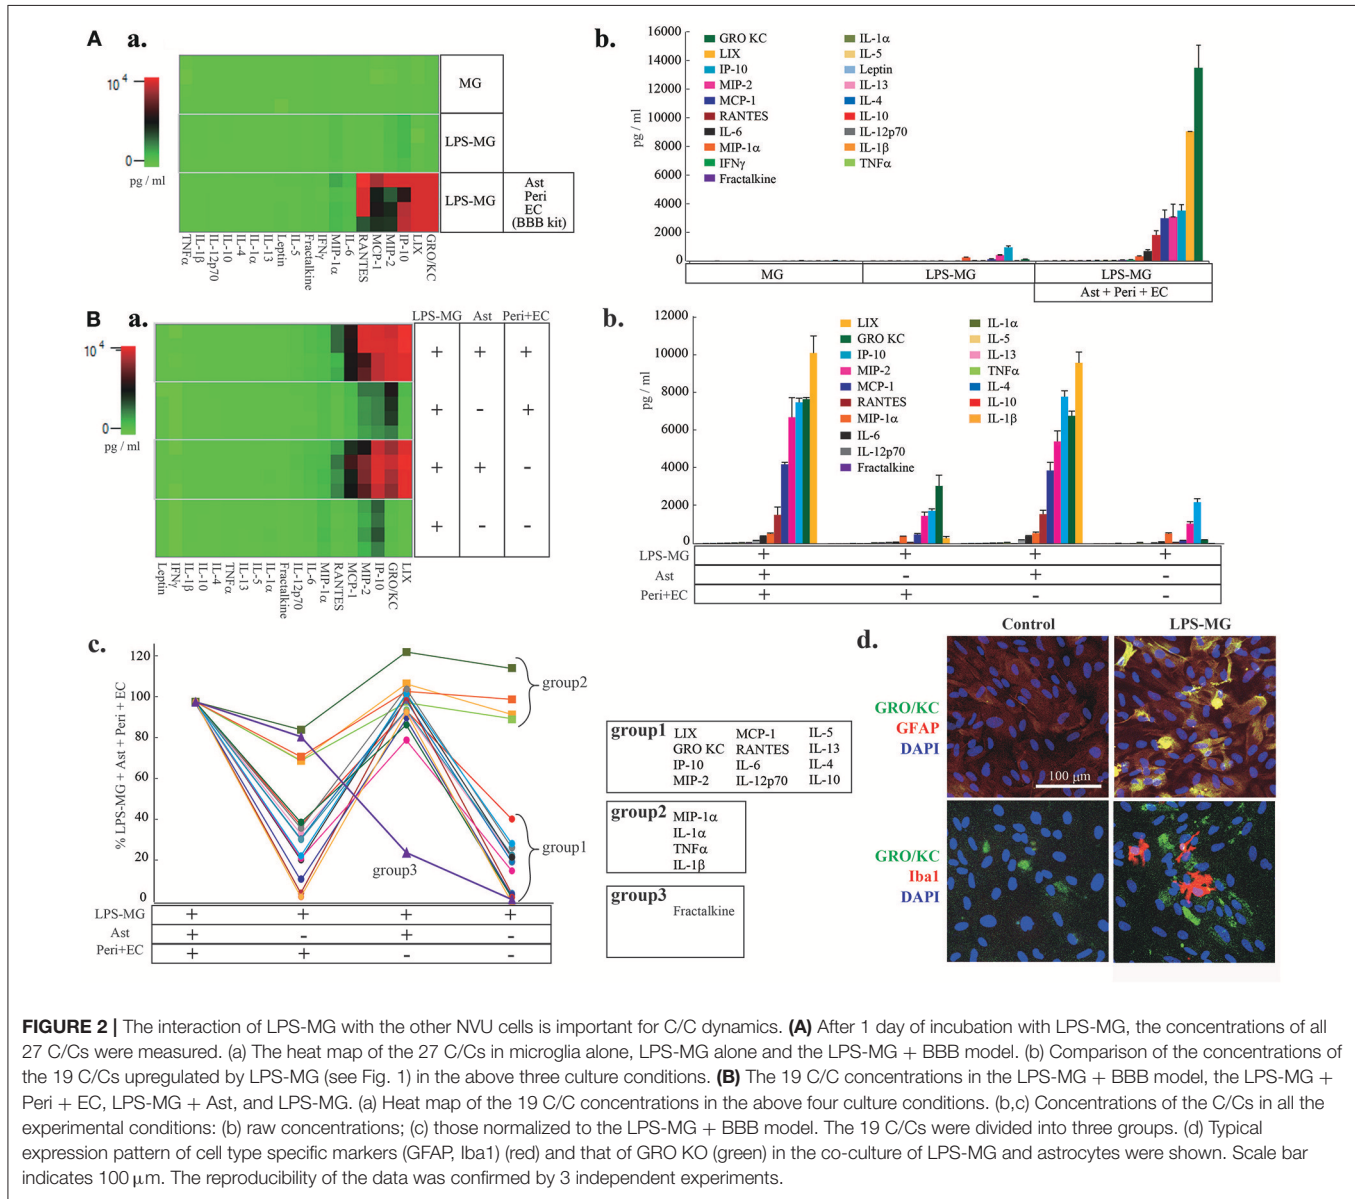 A a.
10⁴
0
pg / ml
MG
LPS-MG
LPS-MG
Ast
Peri
EC
(BBB kit)
TNFα
IL-1β
IL-12p70
IL-10
IL-4
IL-1α
IL-13
Leptin
IL-5
Fractalkine
IFNγ
MIP-1α
IL-6
RANTES
MCP-1
MIP-2
IP-10
LIX
GRO/KC
b.
pg / ml
16000
14000
12000
10000
8000
6000
4000
2000
0
GRO KC
LIX
IP-10
MIP-2
MCP-1
RANTES
IL-6
MIP-1α
IFNγ
Fractalkine
IL-1α
IL-5
Leptin
IL-13
IL-4
IL-10
IL-12p70
IL-1β
TNFα
MG
LPS-MG
LPS-MG
Ast + Peri + EC
B a.
10⁴
0
pg / ml
LPS-MG Ast Peri+EC
+ + +
+ - +
+ + -
+ - -
Leptin
IFNγ
IL-1β
IL-10
IL-4
TNFα
IL-13
IL-5
IL-1α
Fractalkine
IL-12p70
IL-6
MIP-1α
RANTES
MCP-1
MIP-2
IP-10
GRO/KC
LIX
b.
pg / ml
12000
10000
8000
6000
4000
2000
0
LIX
GRO KC
IP-10
MIP-2
MCP-1
RANTES
MIP-1α
IL-6
IL-12p70
Fractalkine
IL-1α
IL-5
IL-13
TNFα
IL-4
IL-10
IL-1β
LPS-MG + + + +
Ast + - + -
Peri+EC + + - -
c.
% LPS-MG + Ast + Peri + EC
120
100
80
60
40
20
0
group2
group1
group3
LPS-MG + + + +
Ast + - + -
Peri+EC + + - -
group1
LIX MCP-1 IL-5
GRO KC RANTES IL-13
IP-10 IL-6 IL-4
MIP-2 IL-12p70 IL-10
group2
MIP-1α
IL-1α
TNFα
IL-1β
group3
Fractalkine
d.
Control LPS-MG
GRO/KC
GFAP
DAPI
100 µm
GRO/KC
Iba1
DAPI
FIGURE 2 | The interaction of LPS-MG with the other NVU cells is important for C/C dynamics. (A) After 1 day of incubation with LPS-MG, the concentrations of all
27 C/Cs were measured. (a) The heat map of the 27 C/Cs in microglia alone, LPS-MG alone and the LPS-MG + BBB model. (b) Comparison of the concentrations of
the 19 C/Cs upregulated by LPS-MG (see Fig. 1) in the above three culture conditions. (B) The 19 C/C concentrations in the LPS-MG + BBB model, the LPS-MG +
Peri + EC, LPS-MG + Ast, and LPS-MG. (a) Heat map of the 19 C/C concentrations in the above four culture conditions. (b,c) Concentrations of the C/Cs in all the
experimental conditions: (b) raw concentrations; (c) those normalized to the LPS-MG + BBB model. The 19 C/Cs were divided into three groups. (d) Typical
expression pattern of cell type specific markers (GFAP, Iba1) (red) and that of GRO KO (green) in the co-culture of LPS-MG and astrocytes were shown. Scale bar
indicates 100 µm. The reproducibility of the data was confirmed by 3 independent experiments.